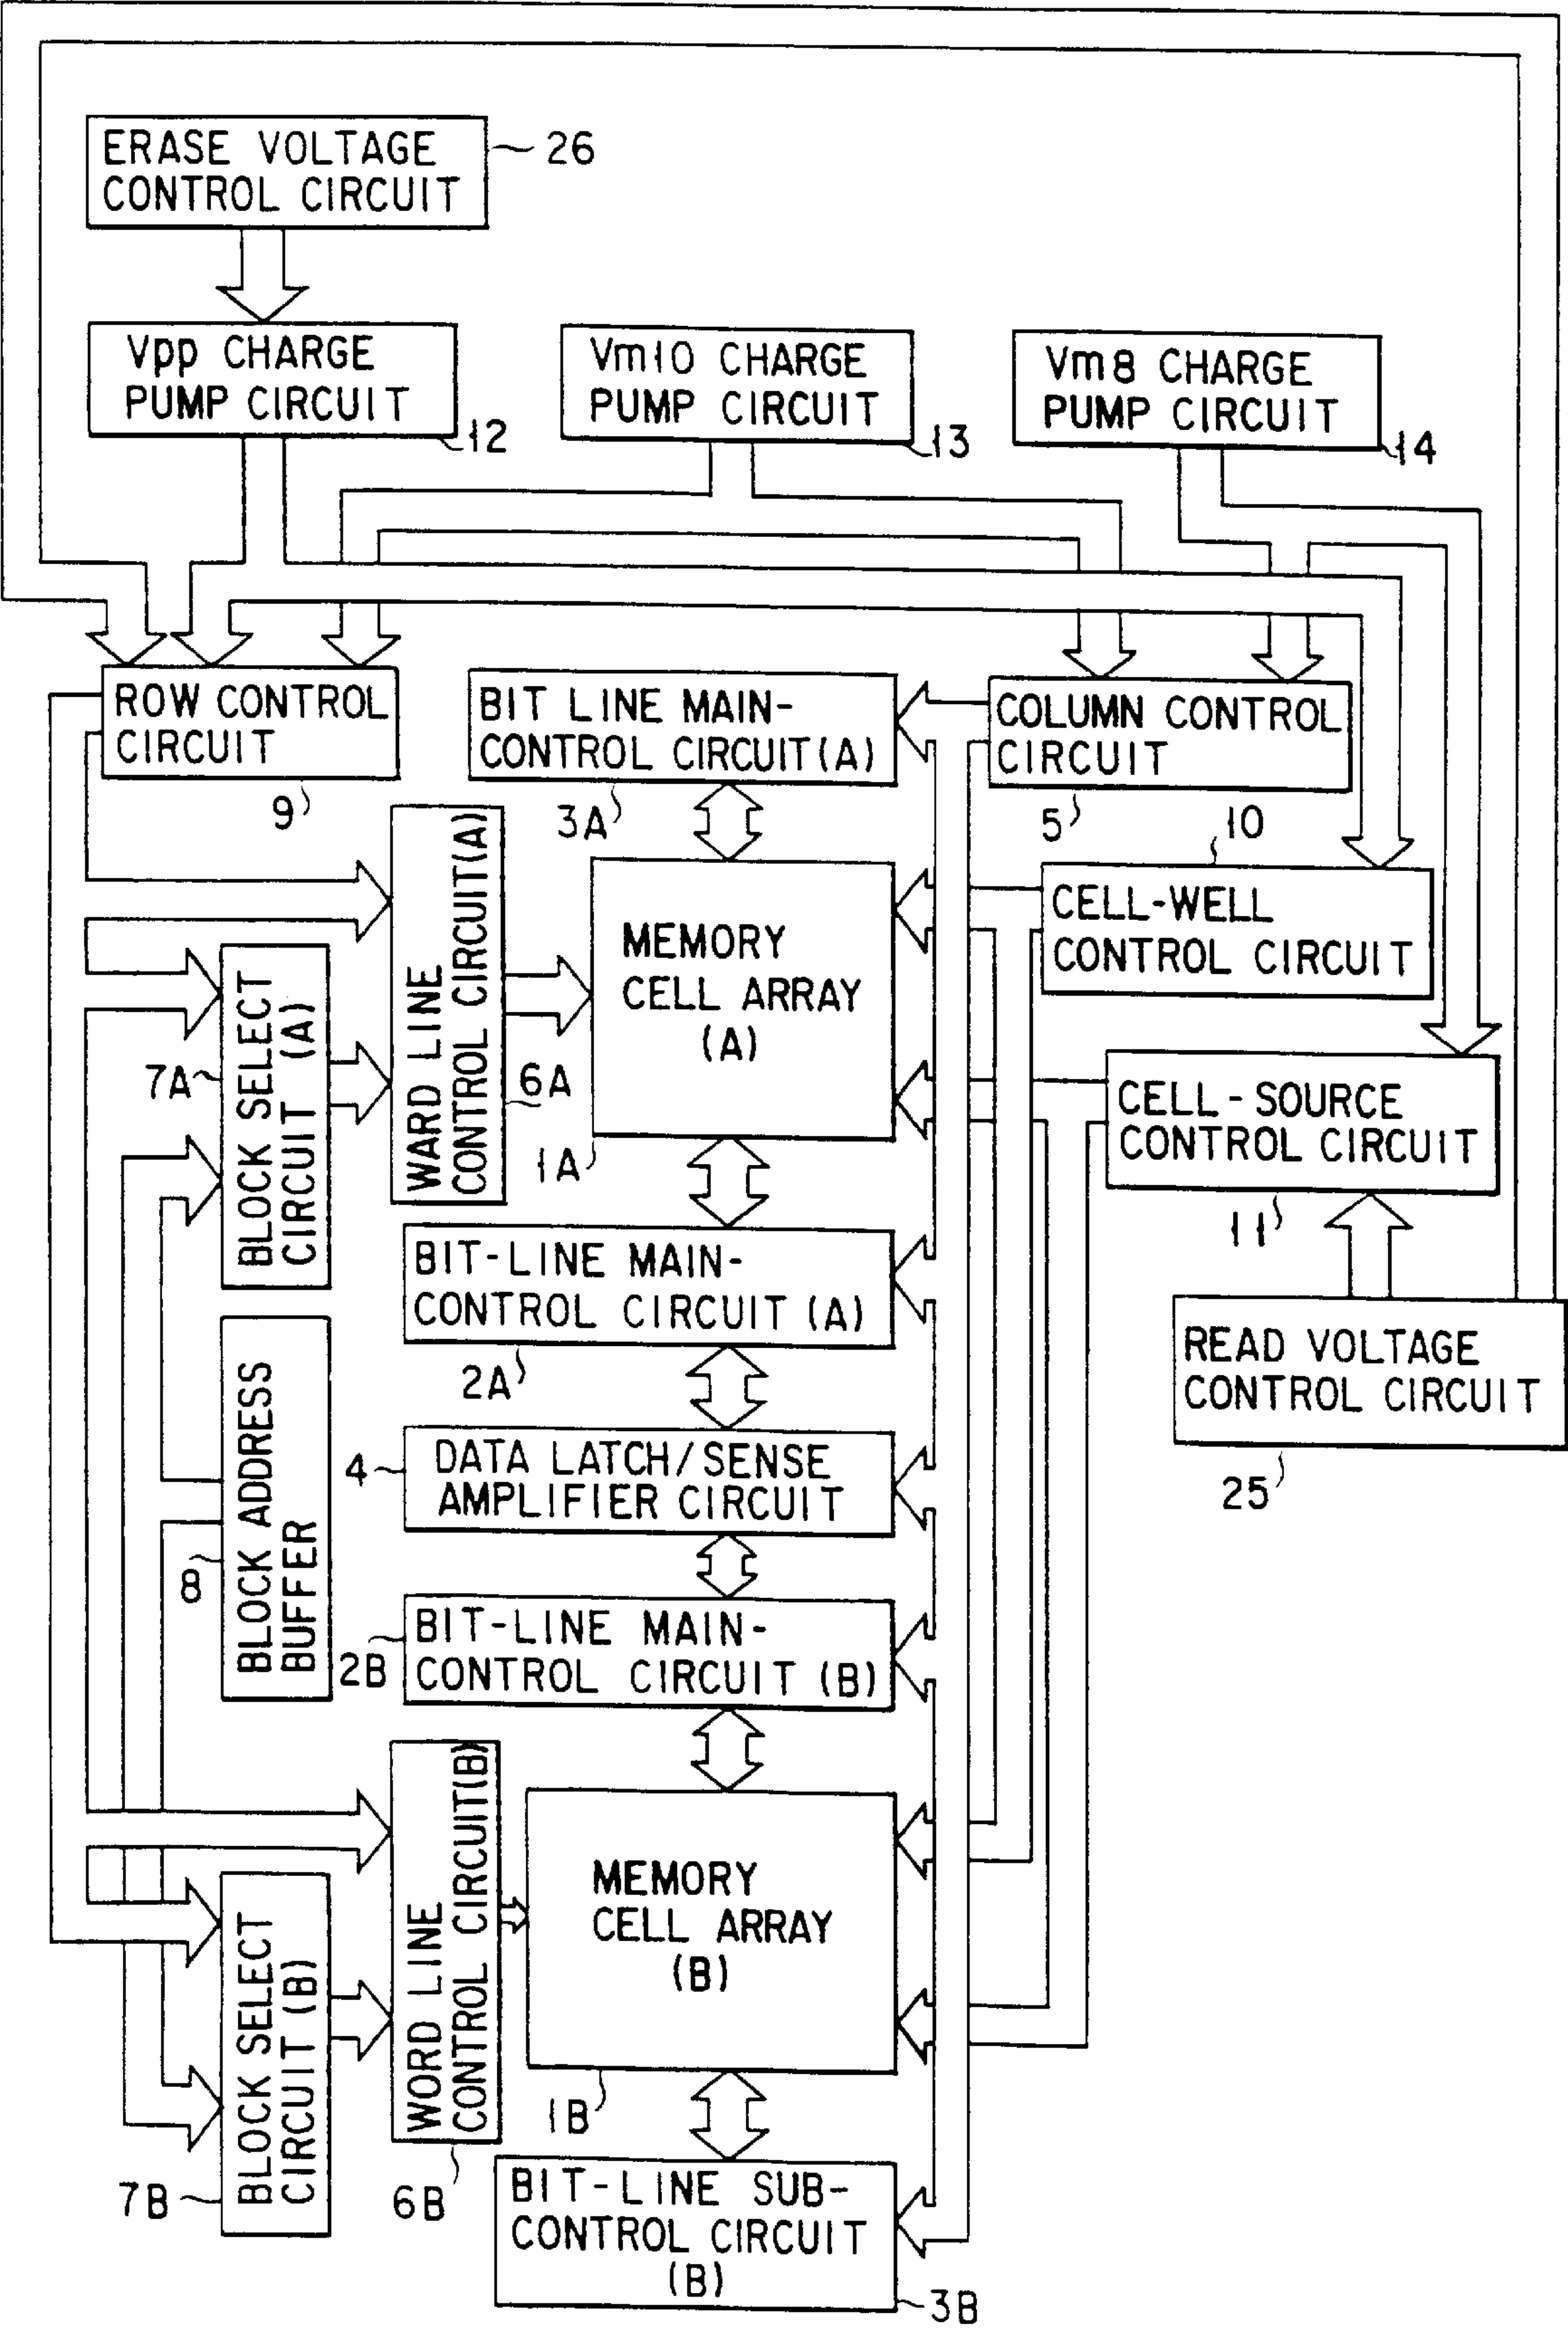 ERASE VOLTAGE
CONTROL CIRCUIT
26
Vpp CHARGE
PUMP CIRCUIT
12
Vm10 CHARGE
PUMP CIRCUIT
13
Vm8 CHARGE
PUMP CIRCUIT
14
ROW CONTROL
CIRCUIT
9
BIT LINE MAIN-
CONTROL CIRCUIT(A)
3A
COLUMN CONTROL
CIRCUIT
5
10
CELL-WELL
CONTROL CIRCUIT
WARD LINE
CONTROL CIRCUIT(A)
6A
MEMORY
CELL ARRAY
(A)
1A
BLOCK SELECT
CIRCUIT (A)
7A
CELL-SOURCE
CONTROL CIRCUIT
11
BIT-LINE MAIN-
CONTROL CIRCUIT (A)
2A
READ VOLTAGE
CONTROL CIRCUIT
25
BLOCK ADDRESS
BUFFER
8
4
DATA LATCH/SENSE
AMPLIFIER CIRCUIT
2B
BIT-LINE MAIN-
CONTROL CIRCUIT (B)
WORD LINE
CONTROL CIRCUIT(B)
6B
MEMORY
CELL ARRAY
(B)
1B
BLOCK SELECT
CIRCUIT (B)
7B
BIT-LINE SUB-
CONTROL CIRCUIT
(B)
3B